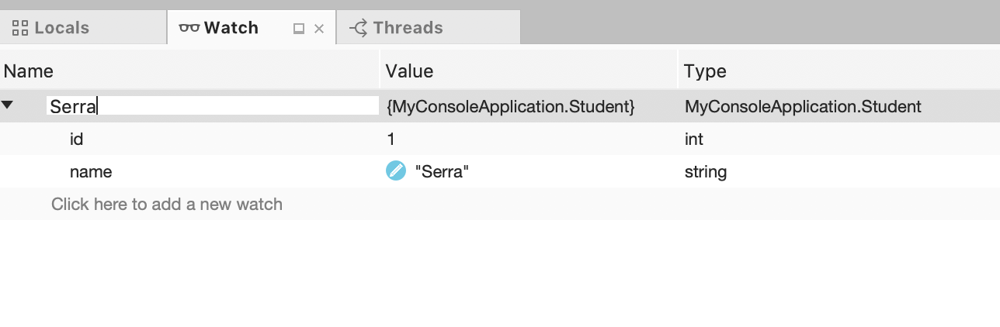 Locals Watch Threads
Name Value Type
Serra {MyConsoleApplication.Student} MyConsoleApplication.Student
id 1 int
name "Serra" string
Click here to add a new watch